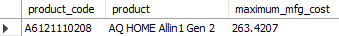 product_code product maximum_mfg_cost
A6121110208 AQ HOME Allin1 Gen 2 263.4207